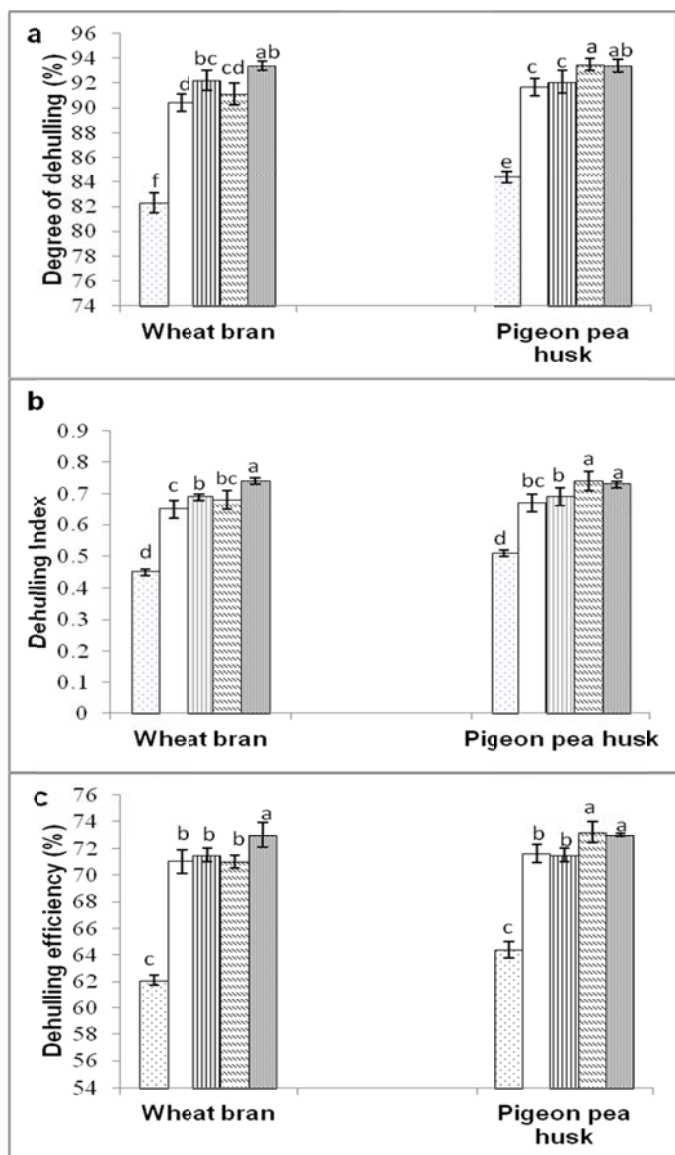 a
Degree of dehulling (%)
96
94
92
90
88
86
84
82
80
78
76
74
f
d
bc
cd
ab
e
c
c
a
ab
Wheat bran
Pigeon pea
husk
b
Dehulling Index
0.9
0.8
0.7
0.6
0.5
0.4
0.3
0.2
0.1
0
d
c
b
bc
a
d
bc
b
a
a
Wheat bran
Pigeon pea husk
c
Dehulling efficiency (%)
76
74
72
70
68
66
64
62
60
58
56
54
c
b
b
b
a
c
b
b
a
a
Wheat bran
Pigeon pea
husk